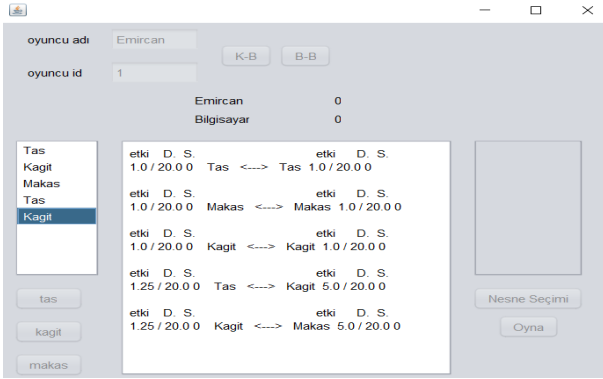 oyuncu adı Emircan
K-B B-B
oyuncu id 1
Emircan 0
Bilgisayar 0
Tas
Kagit
Makas
Tas
Kagit
etki D. S. etki D. S.
1.0 / 20.0 0 Tas <---> Tas 1.0 / 20.0 0
etki D. S. etki D. S.
1.0 / 20.0 0 Makas <---> Makas 1.0 / 20.0 0
etki D. S. etki D. S.
1.0 / 20.0 0 Kagit <---> Kagit 1.0 / 20.0 0
etki D. S. etki D. S.
1.25 / 20.0 0 Tas <---> Kagit 5.0 / 20.0 0
etki D. S. etki D. S.
1.25 / 20.0 0 Kagit <---> Makas 5.0 / 20.0 0
tas
kagit
makas
Nesne Seçimi
Oyna